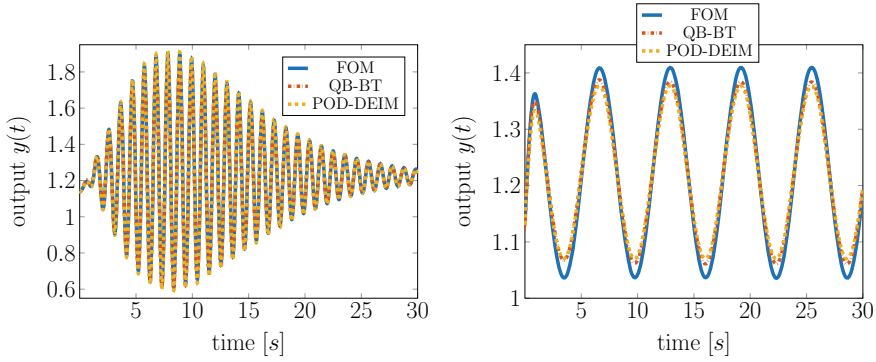 FOM
QB-BT
POD-DEIM
1.8
1.6
1.4
1.2
1
0.8
0.6
output y(t)
5
10
15
20
25
30
time [s]
FOM
QB-BT
POD-DEIM
1.4
1.3
1.2
1.1
1
output y(t)
5
10
15
20
25
30
time [s]